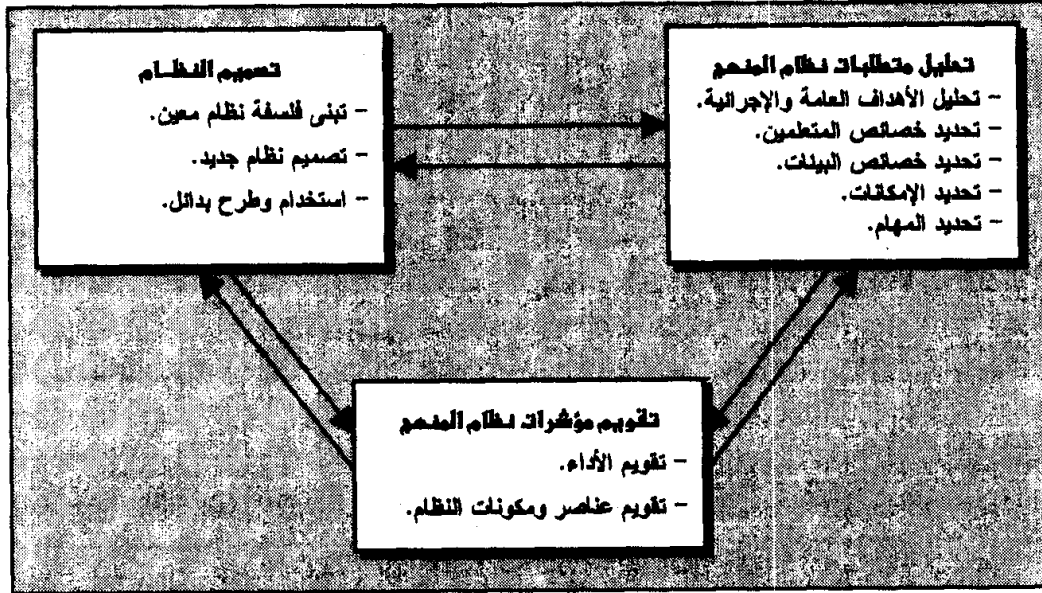 تحليل متطلبات نظام المنهج
- تحليل الأهداف العامة والإجرائية.
- تحديد خصائص المتعلمين.
- تحديد خصائص البيئات.
- تحديد الإمكانات.
- تحديد المهام.
تصميم النظــام
- تبنى فلسفة نظام معين.
- تصميم نظام جديد.
- استخدام وطرح بدائل.
تقويم مؤشرات نظام المنهج
- تقويم الأداء.
- تقويم عناصر ومكونات النظام.